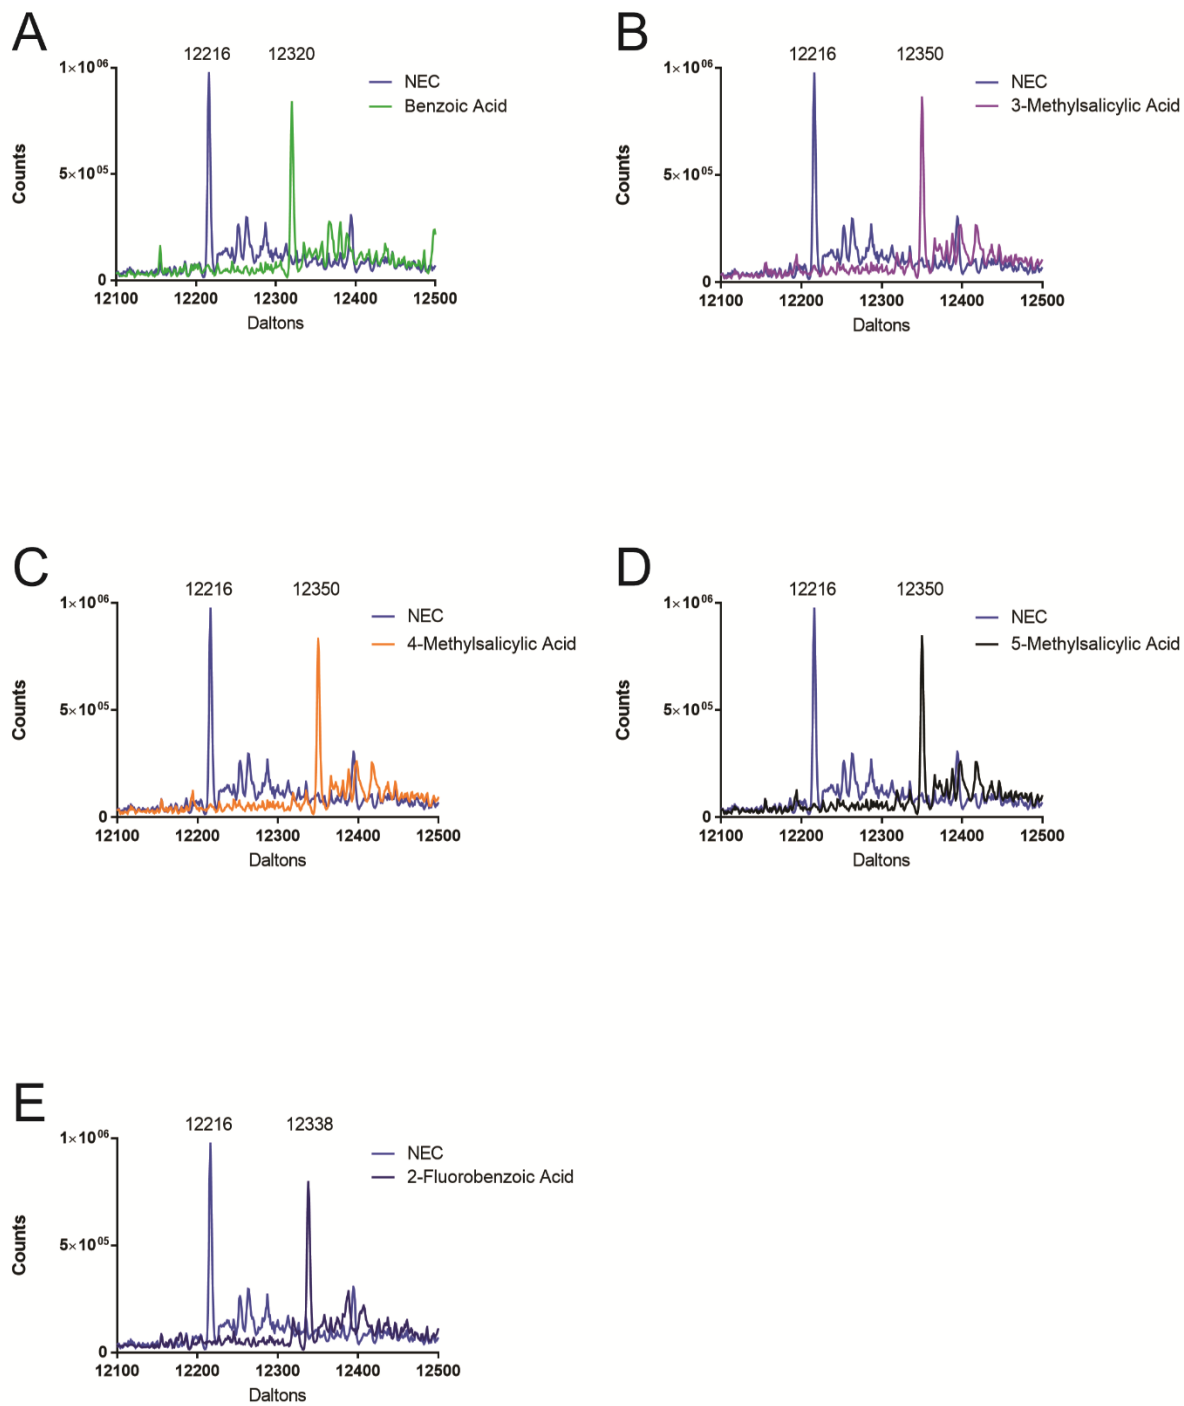 A
12216 12320
1×10⁰⁶
5×10⁰⁵
0
Counts
NEC
Benzoic Acid
12100 12200 12300 12400 12500
Daltons
B
12216 12350
1×10⁰⁶
5×10⁰⁵
0
Counts
NEC
3-Methylsalicylic Acid
12100 12200 12300 12400 12500
Daltons
C
12216 12350
1×10⁰⁶
5×10⁰⁵
0
Counts
NEC
4-Methylsalicylic Acid
12100 12200 12300 12400 12500
Daltons
D
12216 12350
1×10⁰⁶
5×10⁰⁵
0
Counts
NEC
5-Methylsalicylic Acid
12100 12200 12300 12400 12500
Daltons
E
12216 12338
1×10⁰⁶
5×10⁰⁵
0
Counts
NEC
2-Fluorobenzoic Acid
12100 12200 12300 12400 12500
Daltons